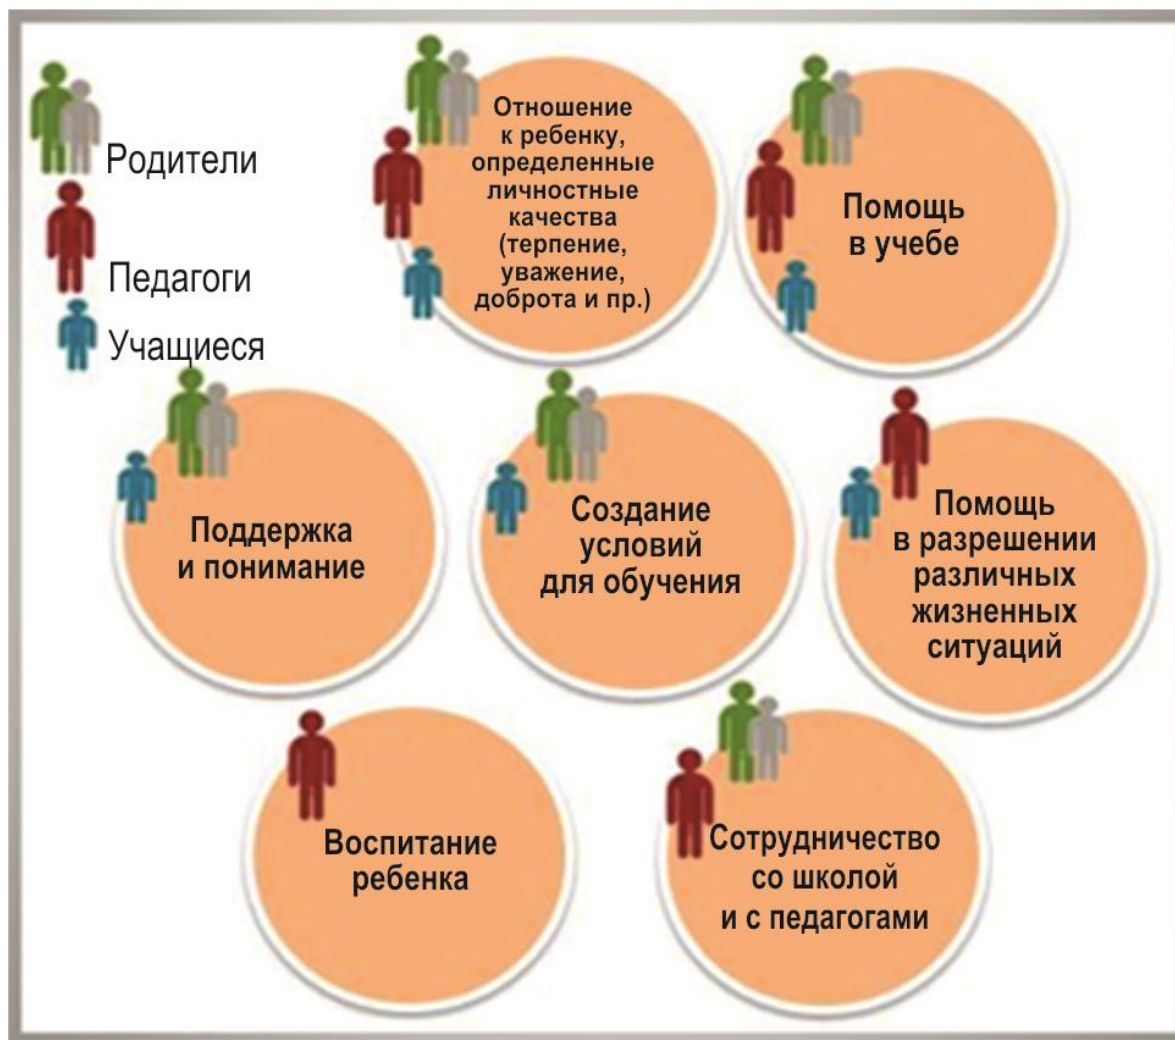 Родители
Педагоги
Учащиеся
Отношение
к ребенку,
определенные
личностные
качества
(терпение,
уважение,
доброта и пр.)
Помощь
в учебе
Поддержка
и понимание
Создание
условий
для обучения
Помощь
в разрешении
различных
жизненных
ситуаций
Воспитание
ребенка
Сотрудничество
со школой
и с педагогами